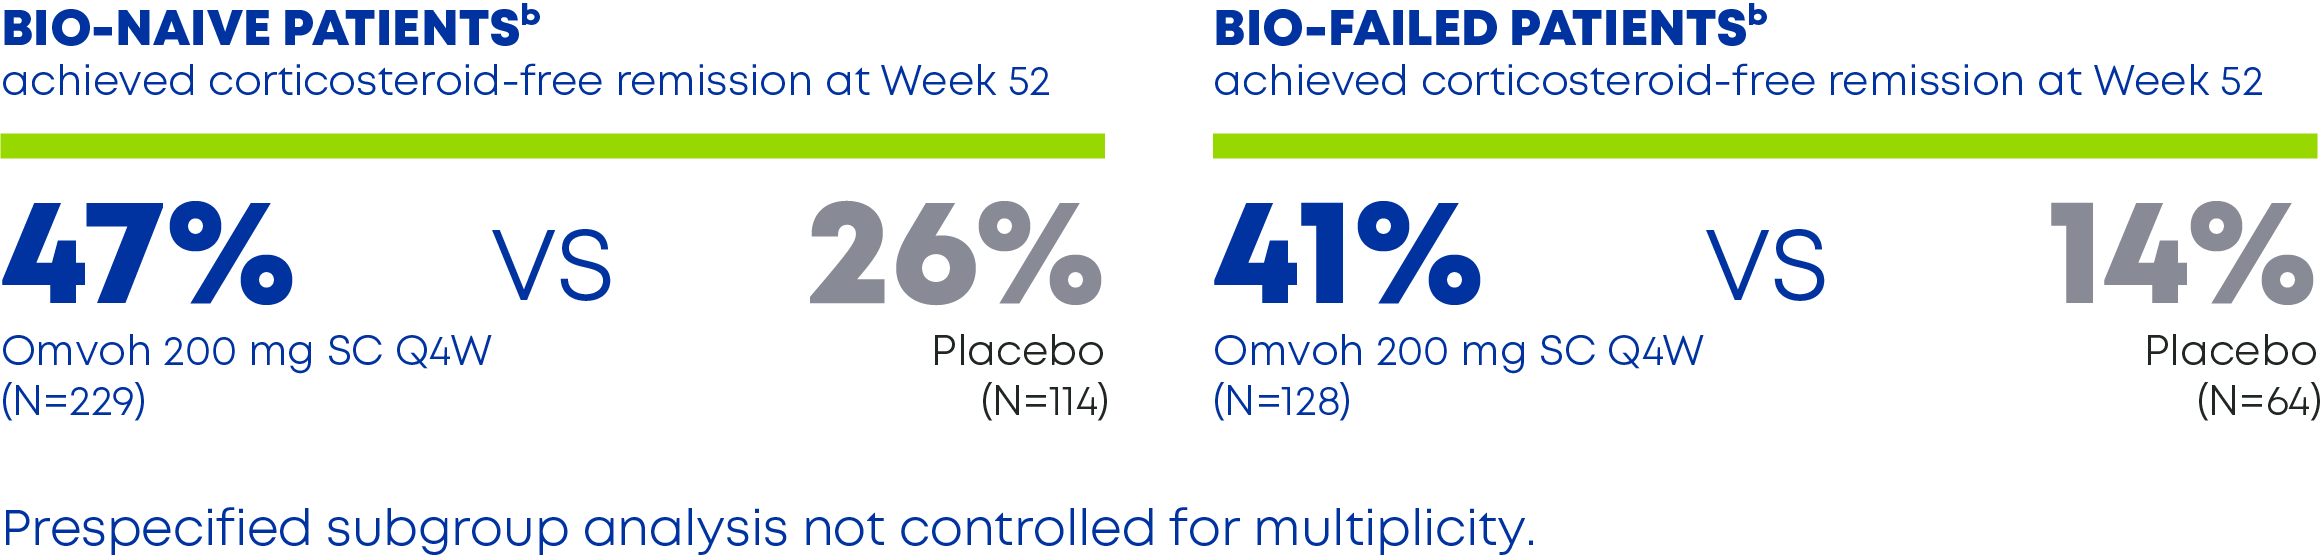 BIO-NAIVE PATIENTSᵇ
achieved corticosteroid-free remission at Week 52
47% VS 26%
Omvoh 200 mg SC Q4W
(N=229)
Placebo
(N=114)
BIO-FAILED PATIENTSᵇ
achieved corticosteroid-free remission at Week 52
41% VS 14%
Omvoh 200 mg SC Q4W
(N=128)
Placebo
(N=64)
Prespecified subgroup analysis not controlled for multiplicity.